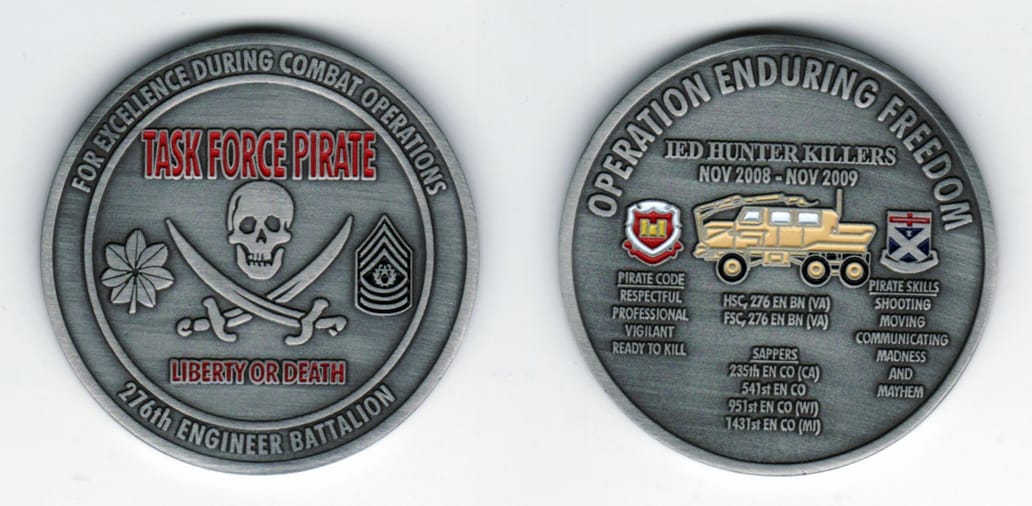 FOR EXCELLENCE DURING COMBAT OPERATIONS
TASK FORCE PIRATE
LIBERTY OR DEATH
276th ENGINEER BATTALION
OPERATION ENDURING FREEDOM
IED HUNTER KILLERS
NOV 2008 - NOV 2009
PIRATE CODE
RESPECTFUL
PROFESSIONAL
VIGILANT
READY TO KILL
HSC, 276 EN BN (VA)
FSC, 276 EN BN (VA)
SAPPERS
235th EN CO (CA)
541st EN CO
951st EN CO (WI)
1431st EN CO (MI)
PIRATE SKILLS
SHOOTING
MOVING
COMMUNICATING
MADNESS
AND
MAYHEM